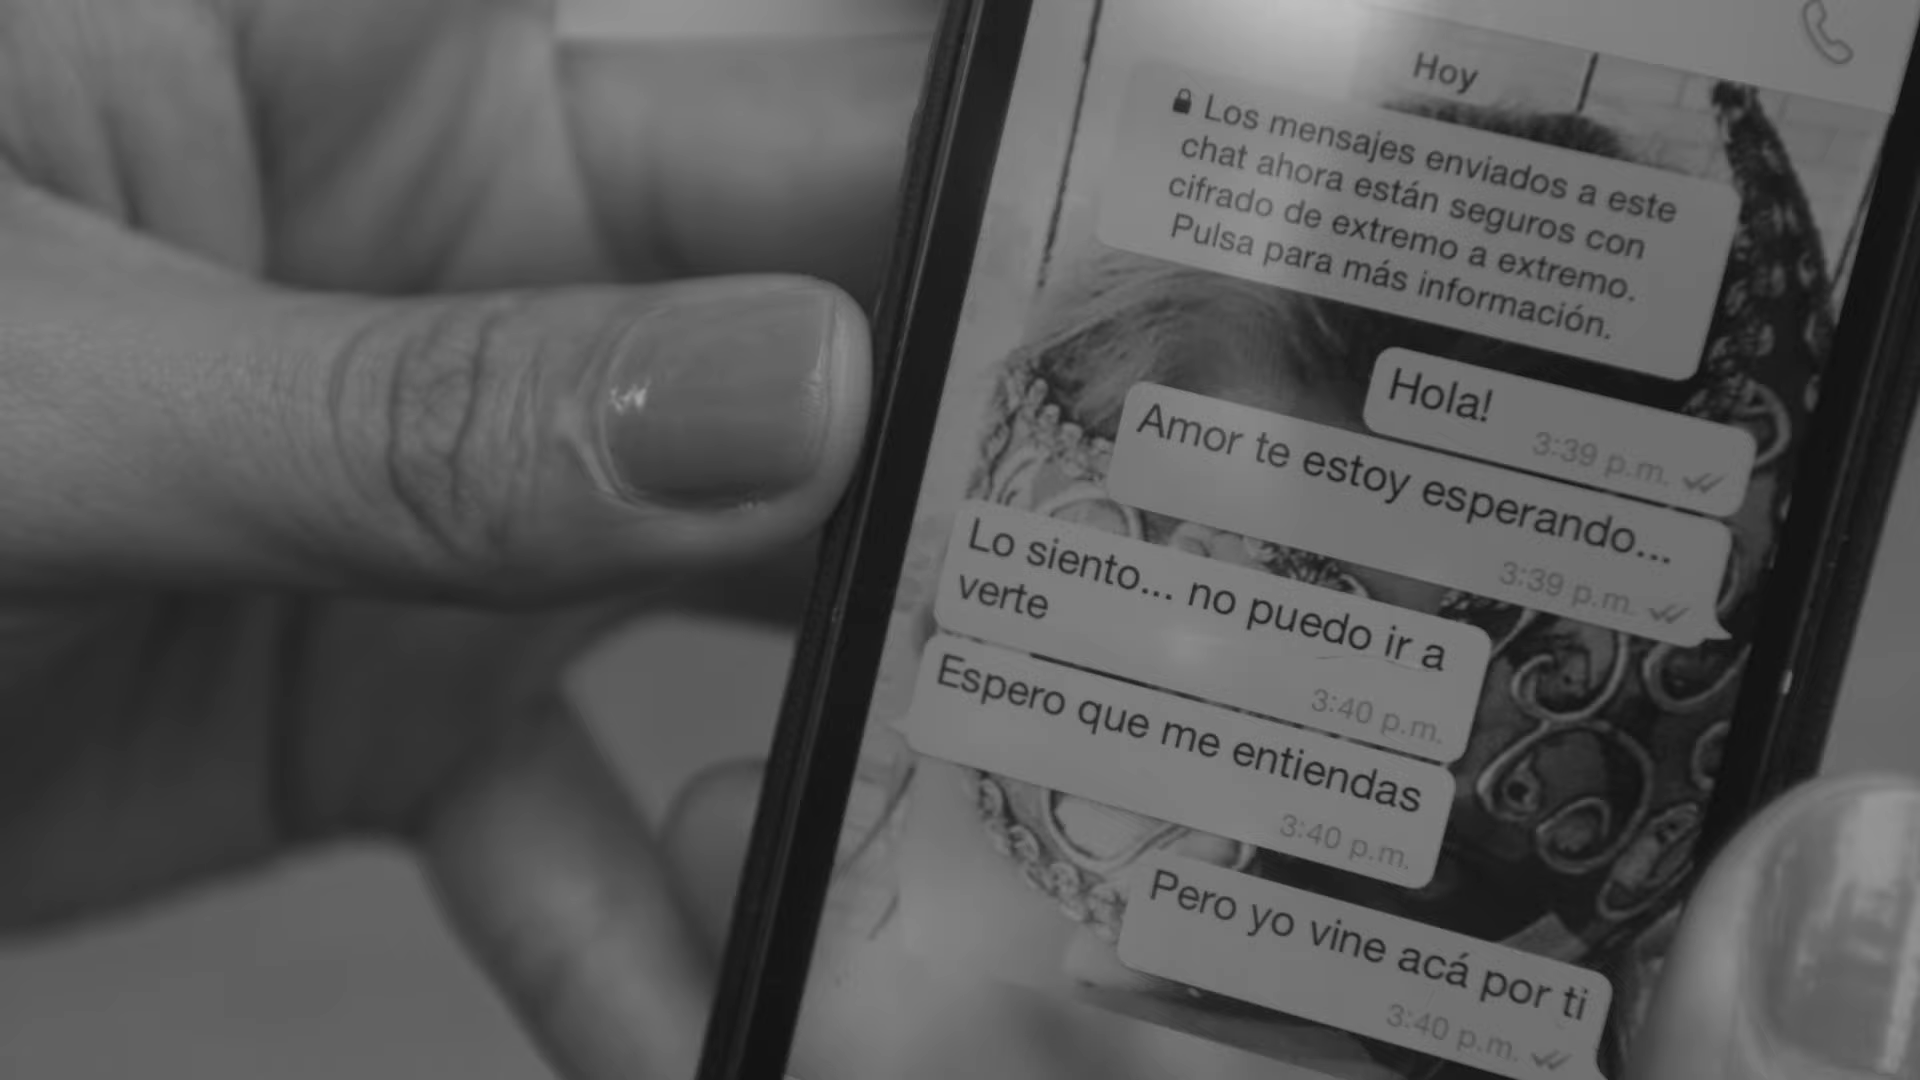 Hoy
Los mensajes enviados a este
chat ahora están seguros con
cifrado de extremo a extremo.
Pulsa para más información.
Hola!
3:39 p.m.
Amor te estoy esperando...
3:39 p.m.
Lo siento... no puedo ir a
verte
3:40 p.m.
Espero que me entiendas
3:40 p.m.
Pero yo vine acá por ti
3:40 p.m.